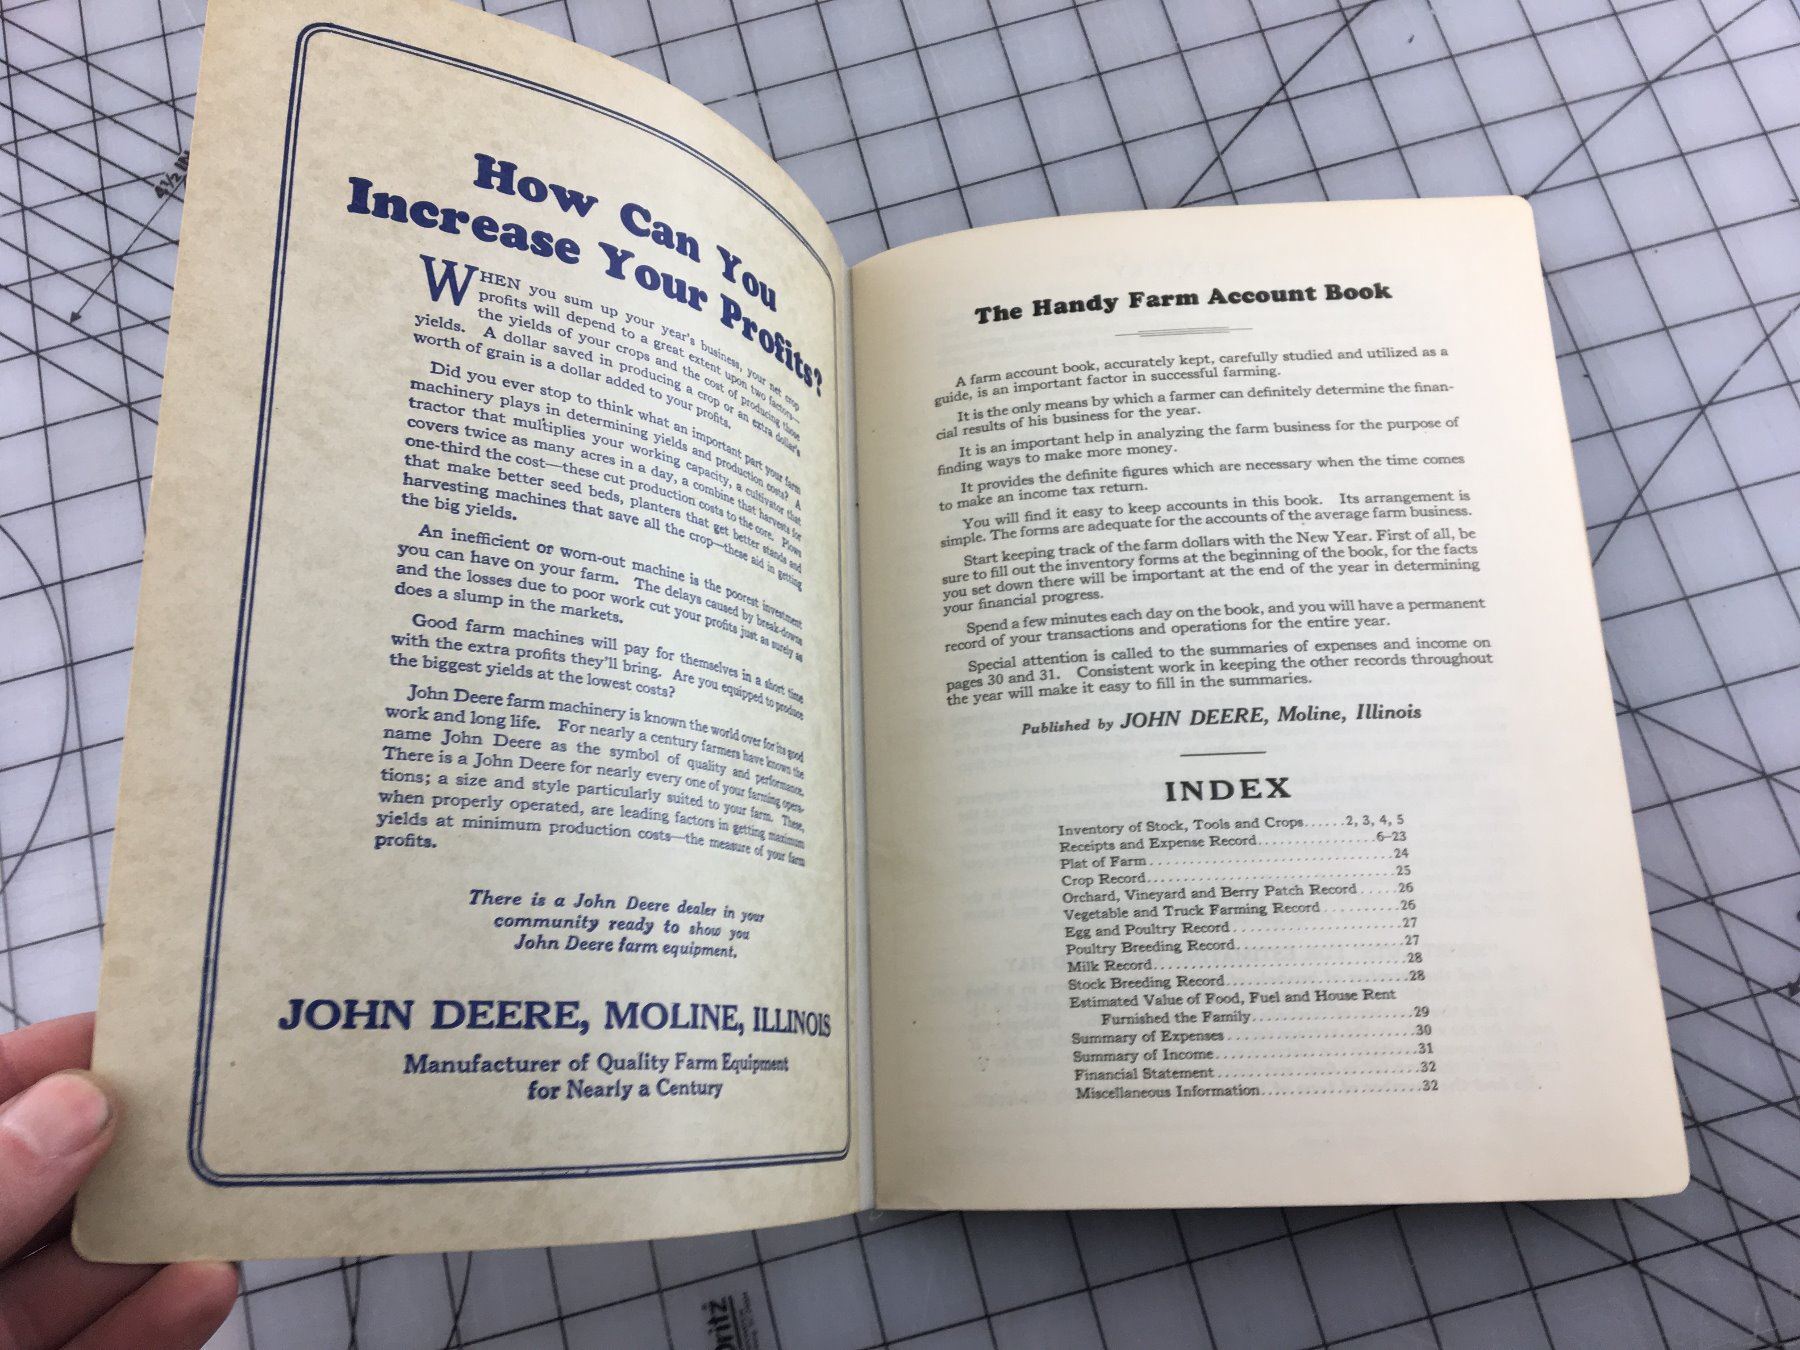 How Can You
Increase Your Profits?
WHEN you sum up your year's business, your net
profits will depend to a great extent upon two factors—
the yields of your crops and the cost of producing those
yields. A dollar saved in producing a crop or an extra dollar's
worth of grain is a dollar added to your profits.
Did you ever stop to think what an important part your farm
machinery plays in determining yields and production costs? A
tractor that multiplies your working capacity, a cultivator that
covers twice as many acres in a day, a combine that harvests for
one-third the cost—these cut production costs to the core. Plows
that make better seed beds, planters that get better stands and
harvesting machines that save all the crop—these aid in getting
the big yields.
An inefficient or worn-out machine is the poorest investment
you can have on your farm. The delays caused by break-downs
and the losses due to poor work cut your profits just as surely as
does a slump in the markets.
Good farm machines will pay for themselves in a short time
with the extra profits they'll bring. Are you equipped to produce
the biggest yields at the lowest costs?
John Deere farm machinery is known the world over for its good
work and long life. For nearly a century farmers have known the
name John Deere as the symbol of quality and performance.
There is a John Deere for nearly every one of your farming opera-
tions; a size and style particularly suited to your farm. These,
when properly operated, are leading factors in getting maximum
yields at minimum production costs—the measure of your farm
profits.
There is a John Deere dealer in your
community ready to show you
John Deere farm equipment.
JOHN DEERE, MOLINE, ILLINOIS
Manufacturer of Quality Farm Equipment
for Nearly a Century
The Handy Farm Account Book
A farm account book, accurately kept, carefully studied and utilized as a
guide, is an important factor in successful farming.
It is the only means by which a farmer can definitely determine the finan-
cial results of his business for the year.
It is an important help in analyzing the farm business for the purpose of
finding ways to make more money.
It provides the definite figures which are necessary when the time comes
to make an income tax return.
You will find it easy to keep accounts in this book. Its arrangement is
simple. The forms are adequate for the accounts of the average farm business.
Start keeping track of the farm dollars with the New Year. First of all, be
sure to fill out the inventory forms at the beginning of the book, for the facts
you set down there will be important at the end of the year in determining
your financial progress.
Spend a few minutes each day on the book, and you will have a permanent
record of your transactions and operations for the entire year.
Special attention is called to the summaries of expenses and income on
pages 30 and 31. Consistent work in keeping the other records throughout
the year will make it easy to fill in the summaries.
Published by JOHN DEERE, Moline, Illinois
INDEX
Inventory of Stock, Tools and Crops......2, 3, 4, 5
Receipts and Expense Record..................6-23
Plat of Farm.....................................24
Crop Record.....................................25
Orchard, Vineyard and Berry Patch Record.....26
Vegetable and Truck Farming Record..........26
Egg and Poultry Record.........................27
Poultry Breeding Record........................27
Milk Record.....................................28
Stock Breeding Record..........................28
Estimated Value of Food, Fuel and House Rent
Furnished the Family.......................29
Summary of Expenses...........................30
Summary of Income.............................31
Financial Statement.............................32
Miscellaneous Information......................32
4½ IN